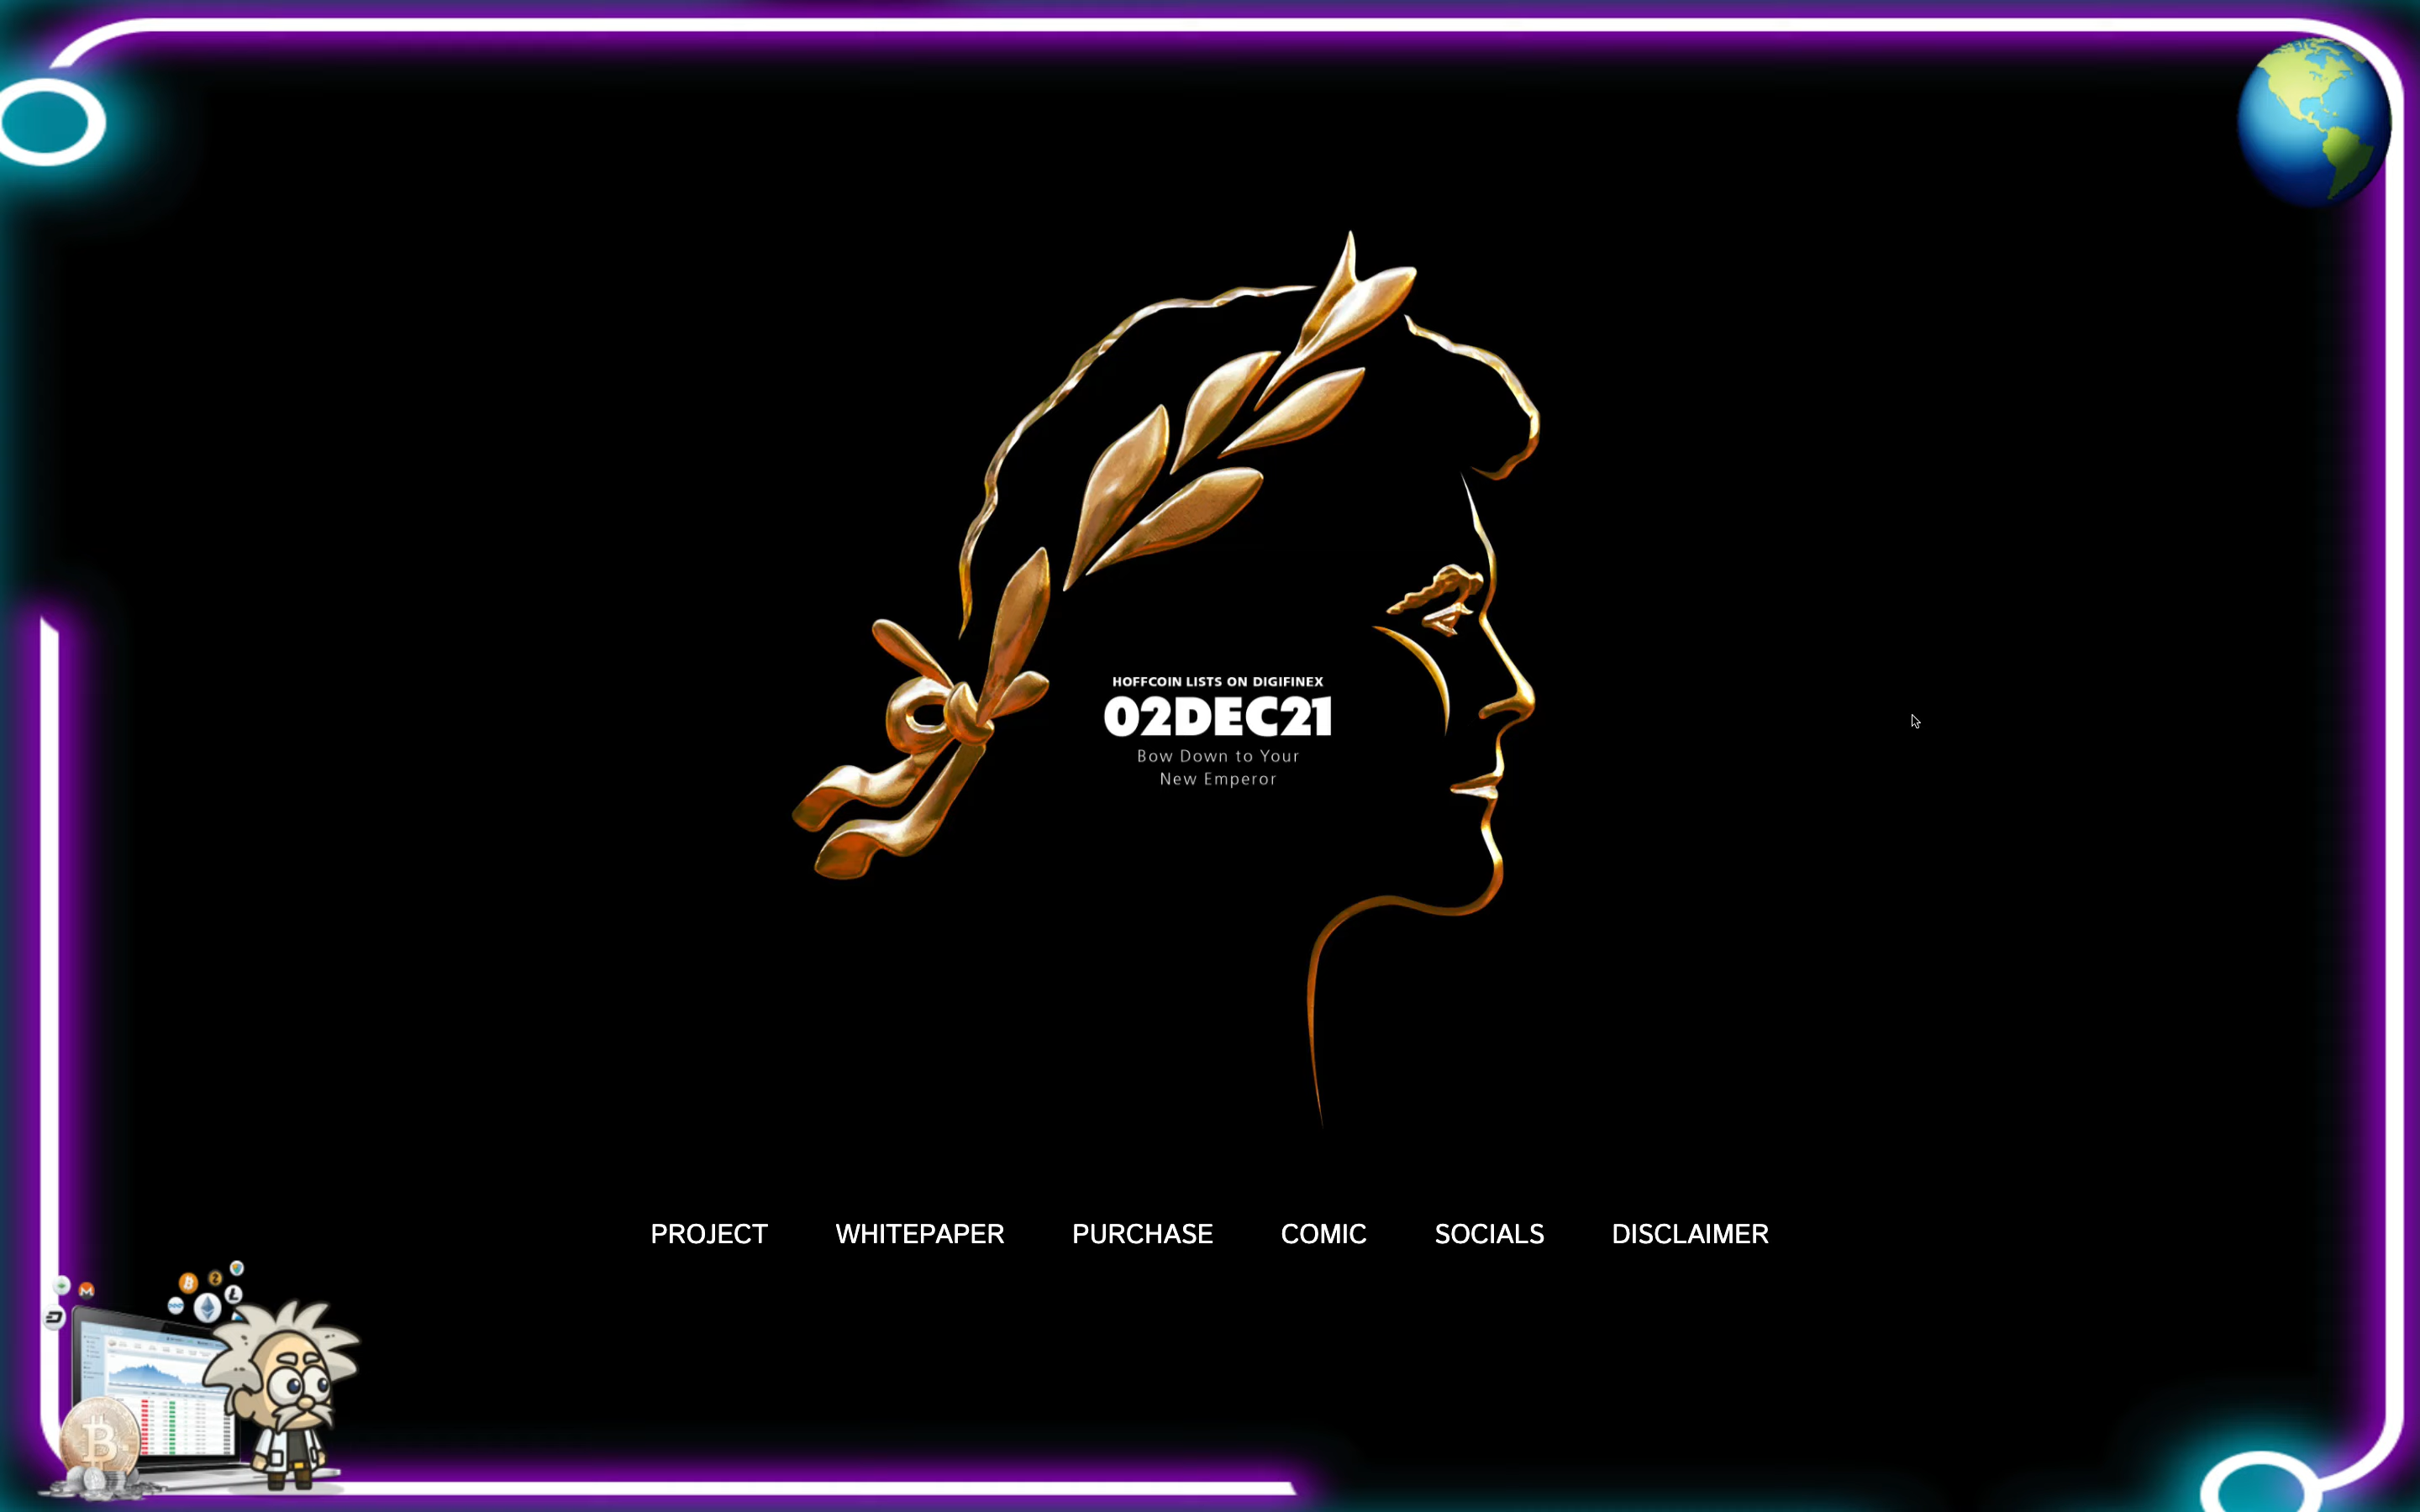 HOFFCOIN LISTS ON DIGIFINEX
02DEC21
Bow Down to Your
New Emperor
PROJECT WHITEPAPER PURCHASE COMIC SOCIALS DISCLAIMER